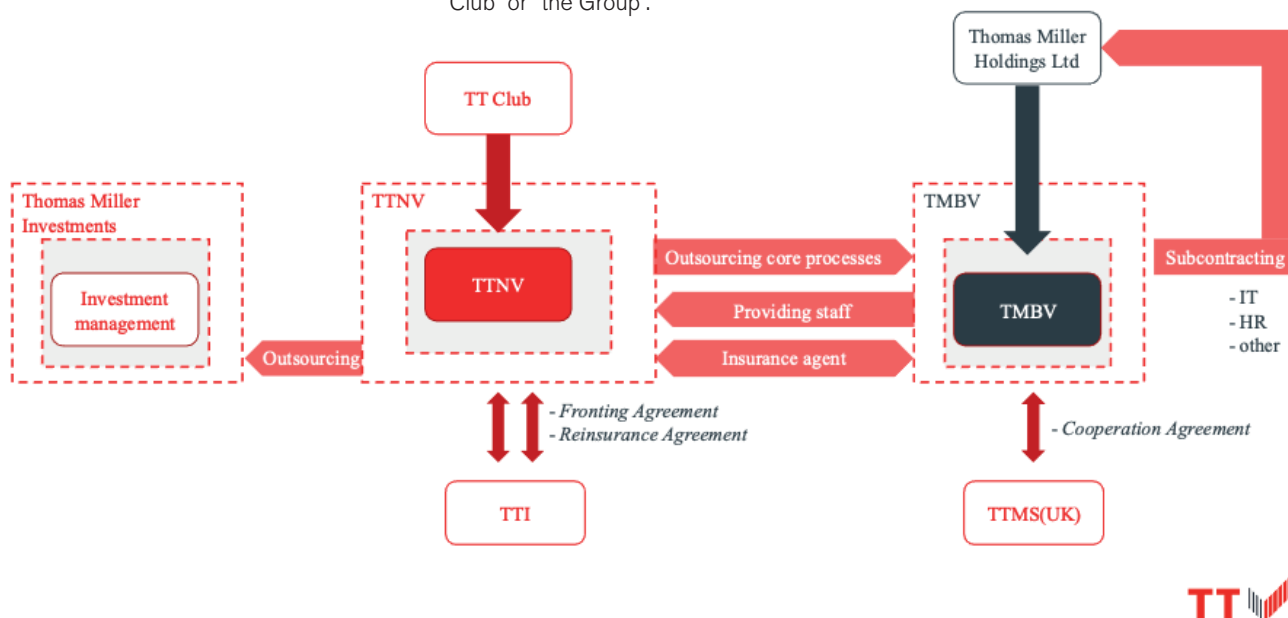 Club' or 'the Group'.
Thomas Miller
Holdings Ltd
TT Club
Thomas Miller
Investments
TTNV
TMBV
Outsourcing core processes
Subcontracting
TTNV
Investment
management
Providing staff
TMBV
- IT
- HR
- other
Outsourcing
Insurance agent
- Fronting Agreement
- Reinsurance Agreement
- Cooperation Agreement
TTI
TTMS(UK)
TT